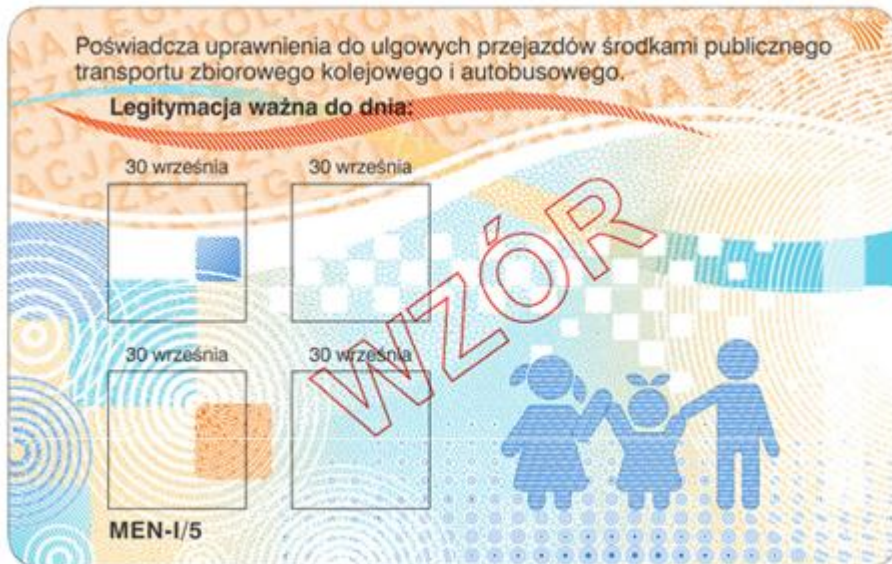 Poświadcza uprawnienia do ulgowych przejazdów środkami publicznego
transportu zbiorowego kolejowego i autobusowego.
Legitymacja ważna do dnia:
30 września 30 września
WZÓR
30 września 30 września
MEN-I/5